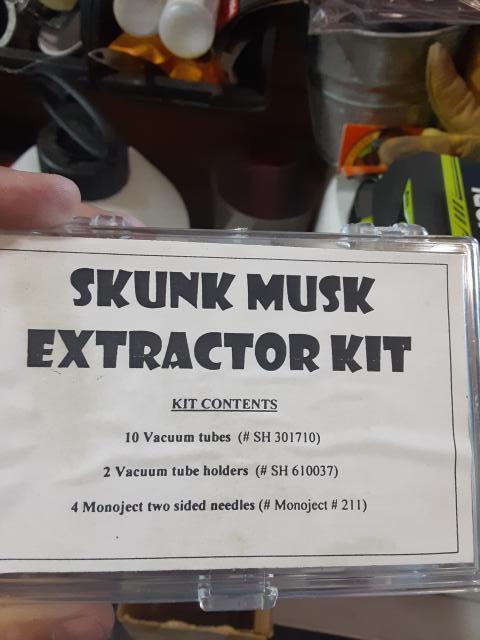 SKUNK MUSK
EXTRACTOR KIT
KIT CONTENTS
10 Vacuum tubes (# SH 301710)
2 Vacuum tube holders (# SH 610037)
4 Monoject two sided needles (# Monoject # 211)